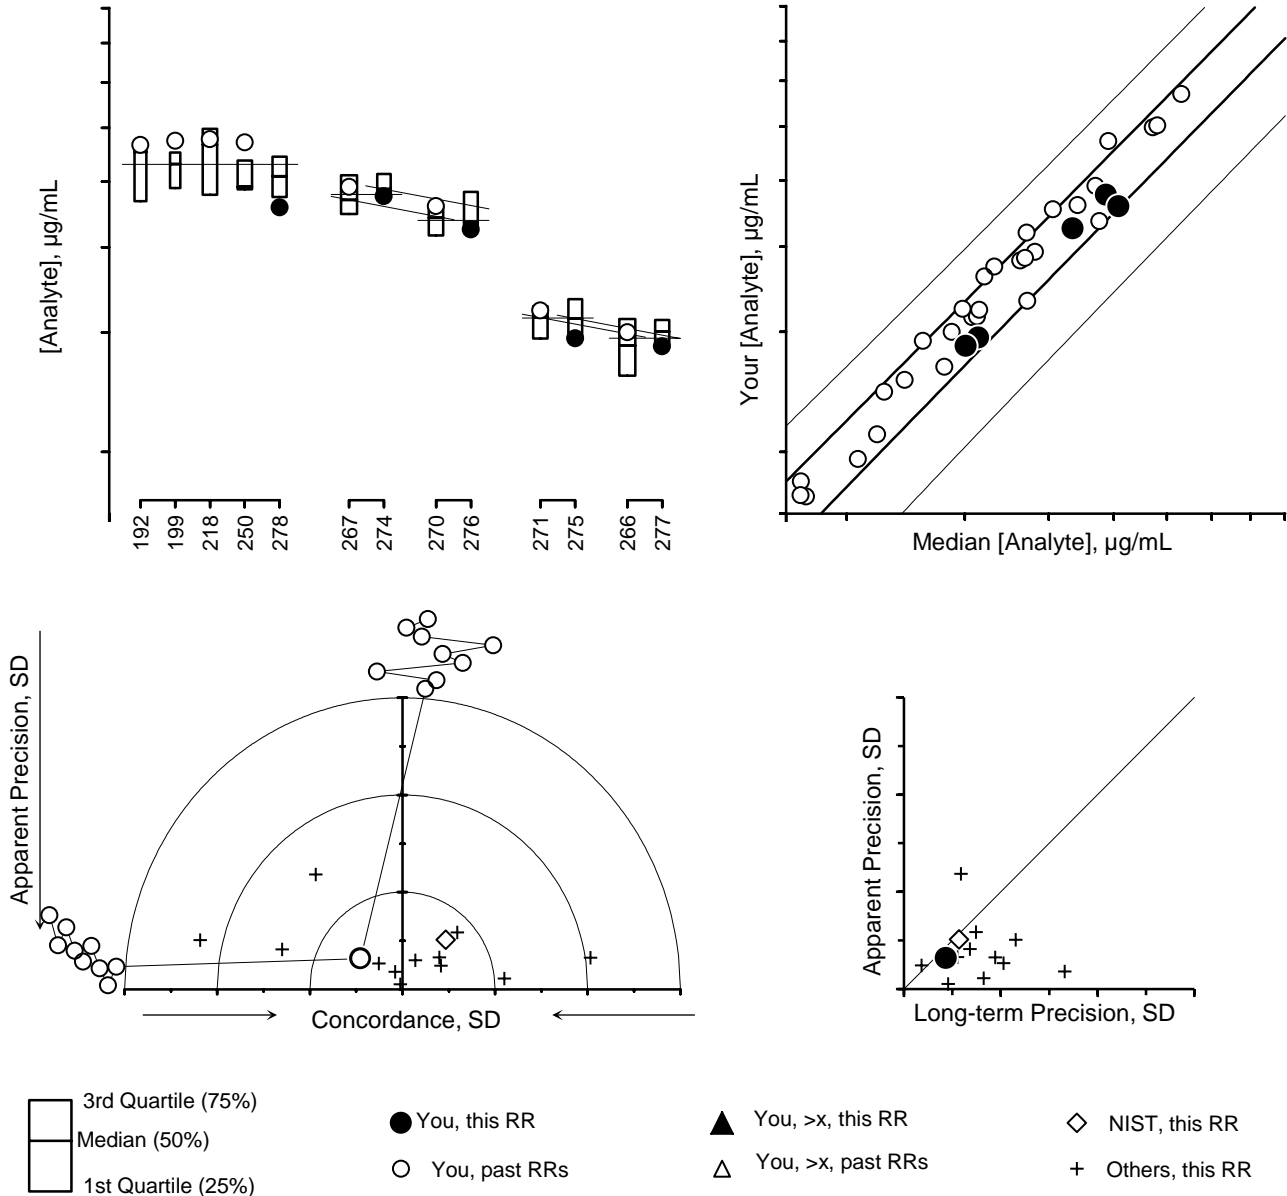 [Analyte], µg/mL
192
199
218
250
278
267
274
270
276
271
275
266
277
Your [Analyte], µg/mL
Median [Analyte], µg/mL
Apparent Precision, SD
Concordance, SD
Apparent Precision, SD
Long-term Precision, SD
3rd Quartile (75%)
Median (50%)
1st Quartile (25%)
You, this RR
You, past RRs
You, >x, this RR
You, >x, past RRs
NIST, this RR
Others, this RR